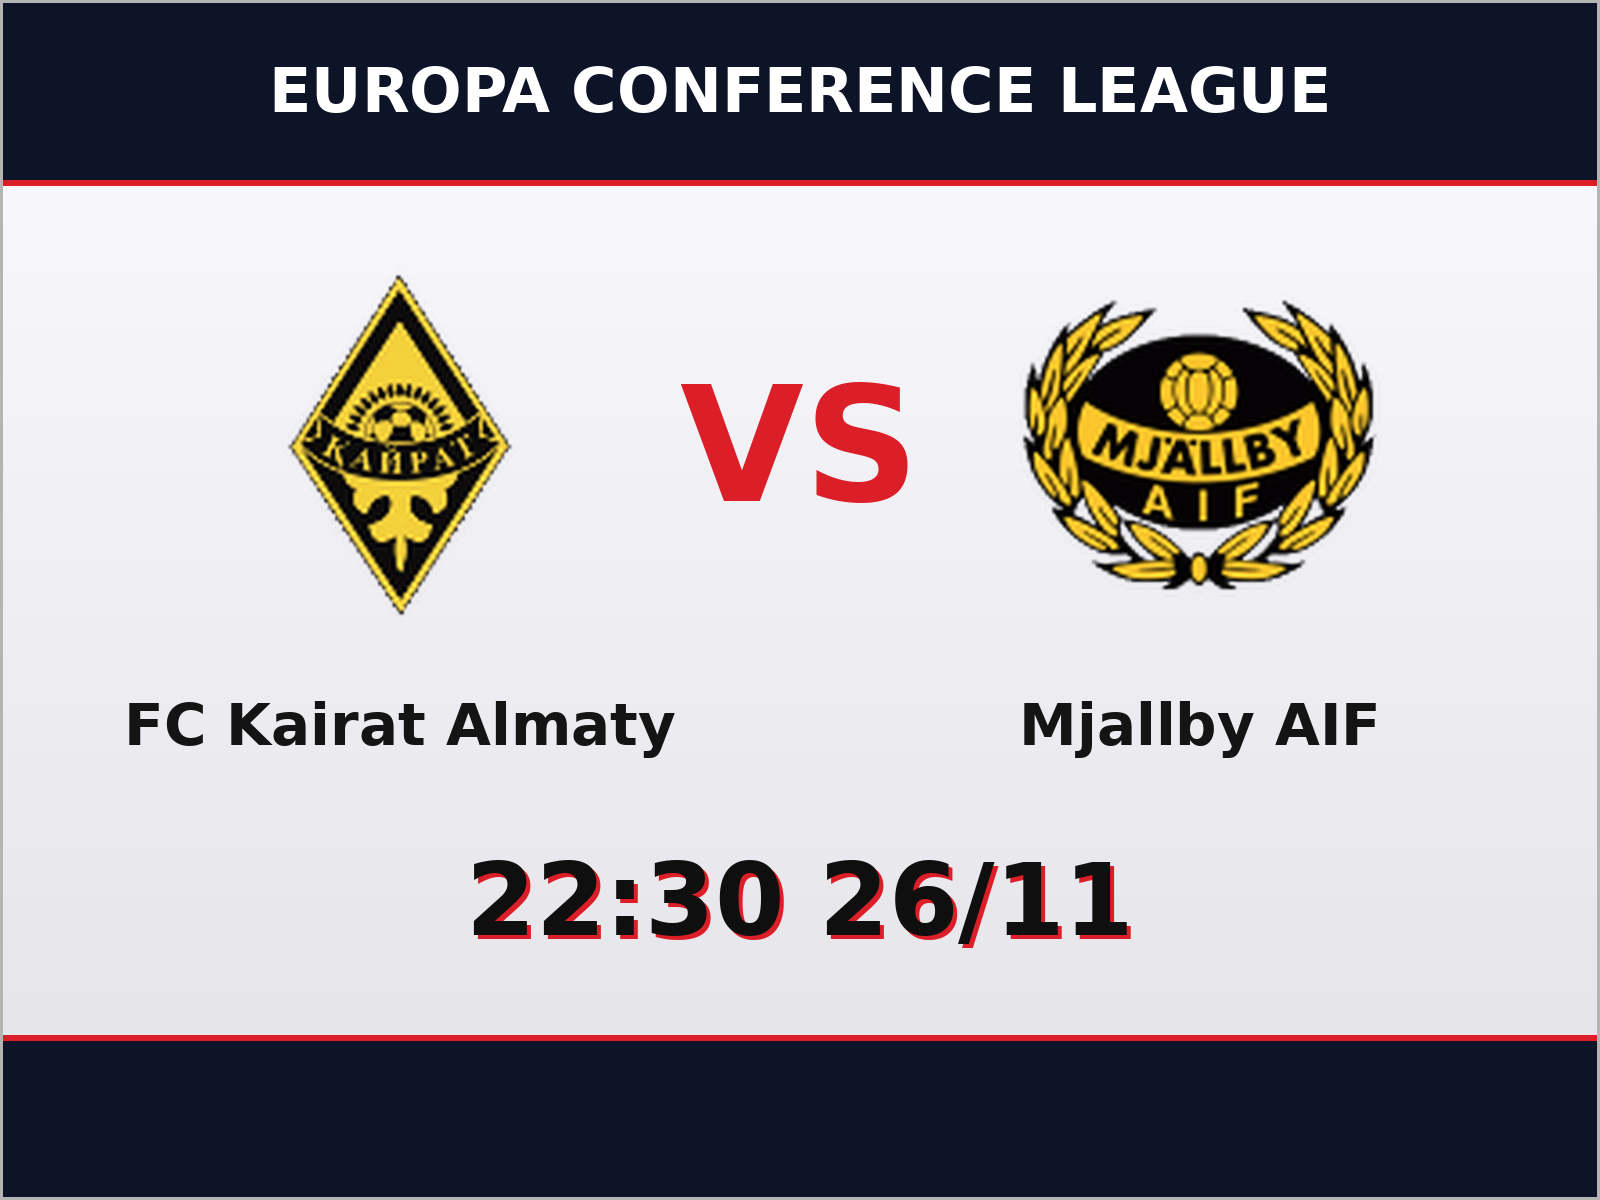 EUROPA CONFERENCE LEAGUE
КАЙРАТ
VS
MJÄLLBY
AIF
FC Kairat Almaty
Mjallby AIF
22:30 26/11